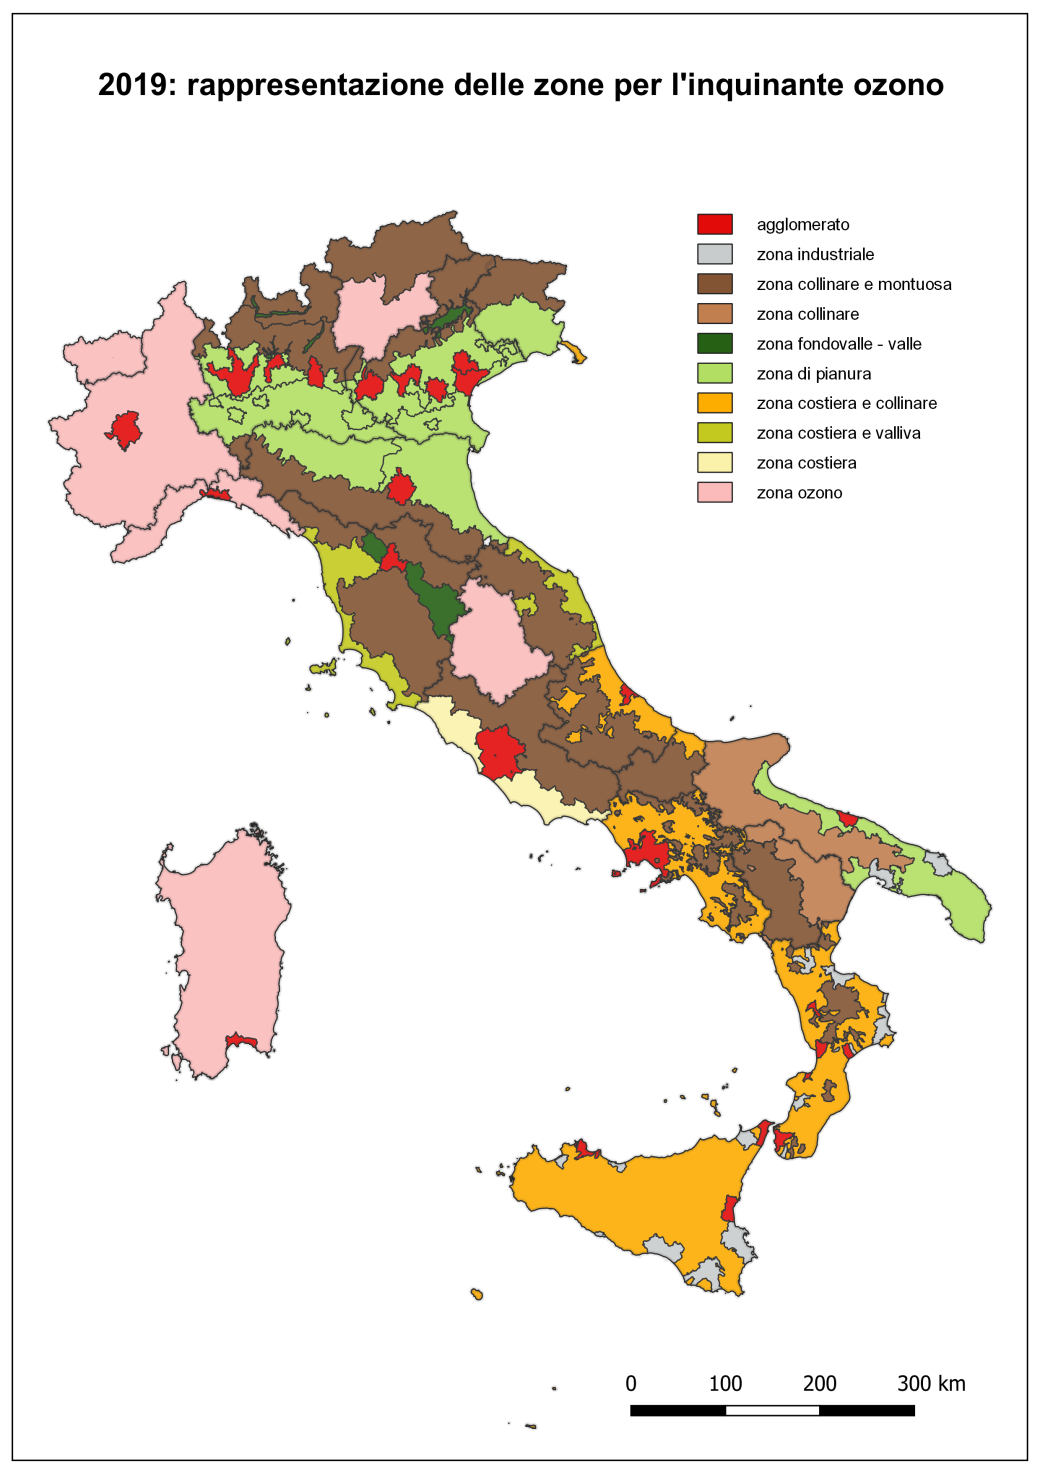 2019: rappresentazione delle zone per l'inquinante ozono
agglomerato
zona industriale
zona collinare e montuosa
zona collinare
zona fondovalle - valle
zona di pianura
zona costiera e collinare
zona costiera e valliva
zona costiera
zona ozono
0 100 200 300 km